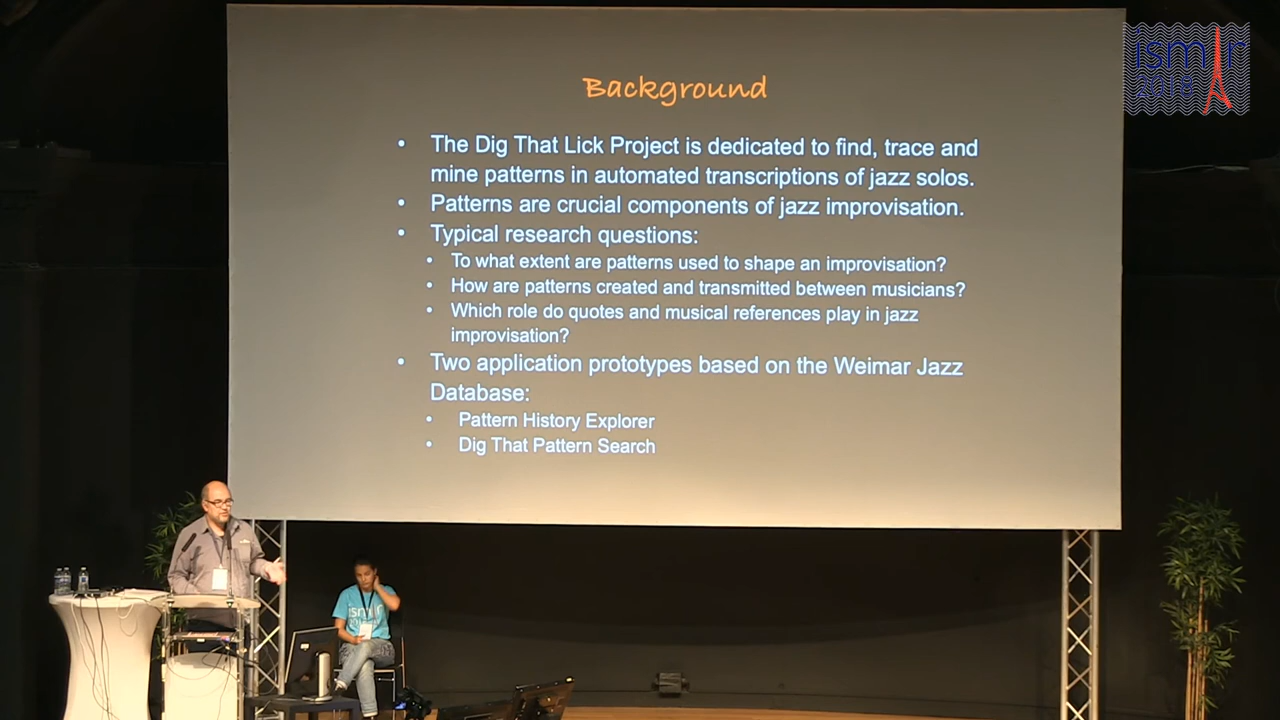 Background
• The Dig That Lick Project is dedicated to find, trace and
mine patterns in automated transcriptions of jazz solos.
• Patterns are crucial components of jazz improvisation.
• Typical research questions:
• To what extent are patterns used to shape an improvisation?
• How are patterns created and transmitted between musicians?
• Which role do quotes and musical references play in jazz
improvisation?
• Two application prototypes based on the Weimar Jazz
Database:
• Pattern History Explorer
• Dig That Pattern Search
ismir
2018
ismir
2018